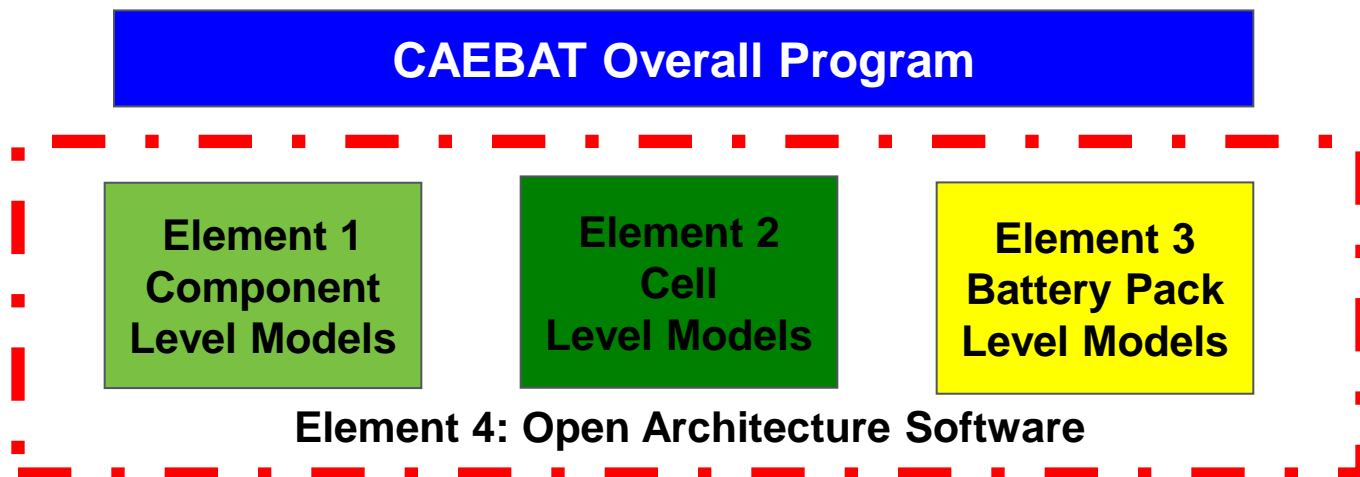 CAEBAT Overall Program
Element 1
Component
Level Models
Element 2
Cell
Level Models
Element 3
Battery Pack
Level Models
Element 4: Open Architecture Software